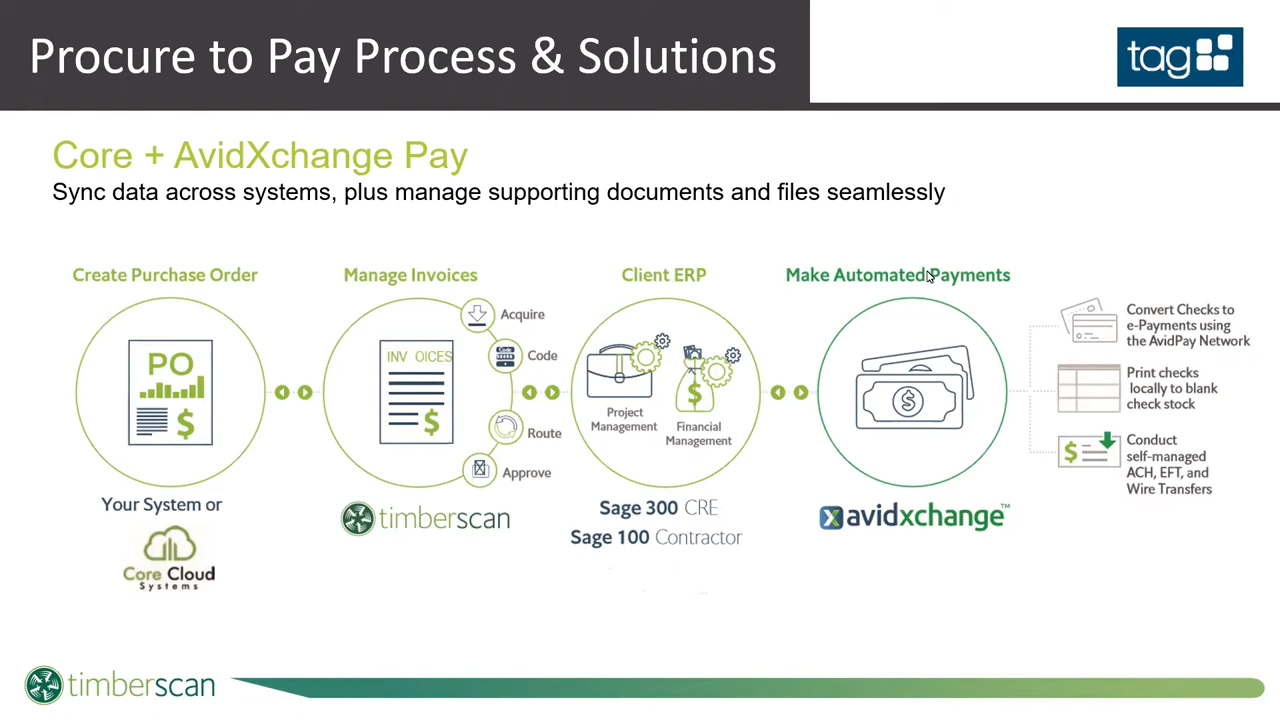 Procure to Pay Process & Solutions
tag
Core + AvidXchange Pay
Sync data across systems, plus manage supporting documents and files seamlessly
Create Purchase Order
PO
$
Your System or
Core Cloud
Systems
Manage Invoices
INV OICES
$
Acquire
Code
Code
Route
Approve
timberscan
Client ERP
$
Project
Management
Financial
Management
Sage 300 CRE
Sage 100 Contractor
Make Automated Payments
$
avidxchange™
Convert Checks to
e-Payments using
the AvidPay Network
Print checks
locally to blank
check stock
$
Conduct
self-managed
ACH, EFT, and
Wire Transfers
timberscan